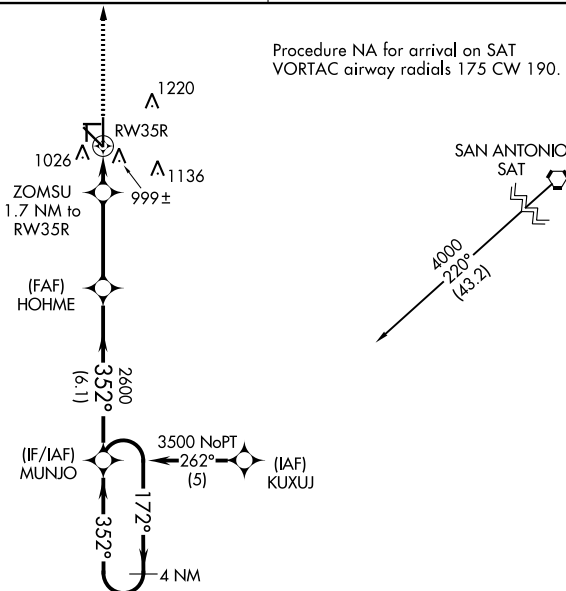 Procedure NA for arrival on SAT
VORTAC airway radials 175 CW 190.
1220
RW35R
1026
1136
999±
SAN ANTONIO
SAT
ZOMSU
1.7 NM to
RW35R
4000
220°
(43.2)
(FAF)
HOHME
2600
352°
(6.1)
3500 NoPT
262°
(5)
(IF/IAF)
MUNJO
(IAF)
KUXUJ
172°
352°
4 NM